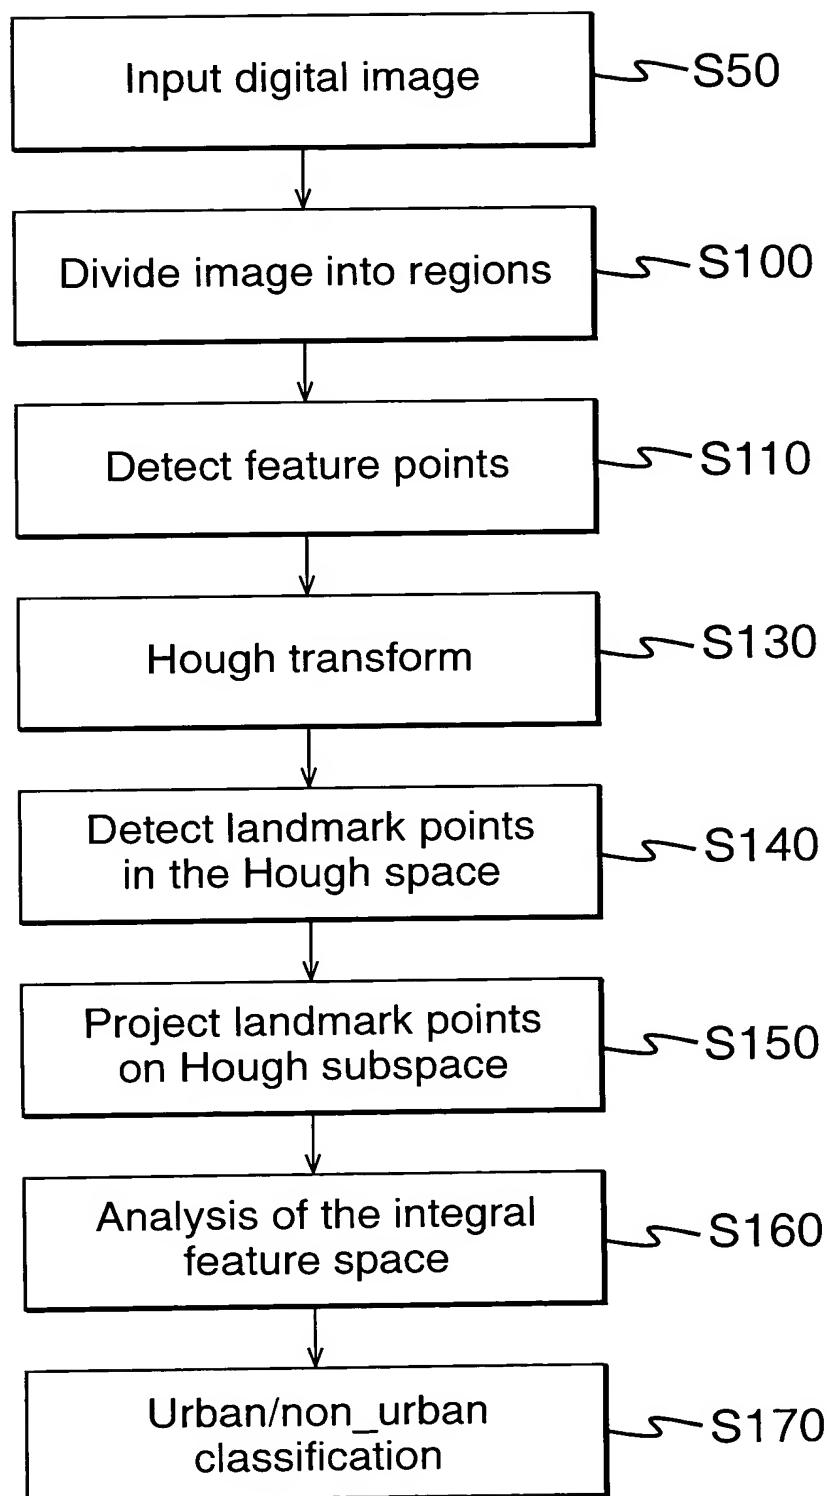 Input digital image
S50
Divide image into regions
S100
Detect feature points
S110
Hough transform
S130
Detect landmark points
in the Hough space
S140
Project landmark points
on Hough subspace
S150
Analysis of the integral
feature space
S160
Urban/non_urban
classification
S170